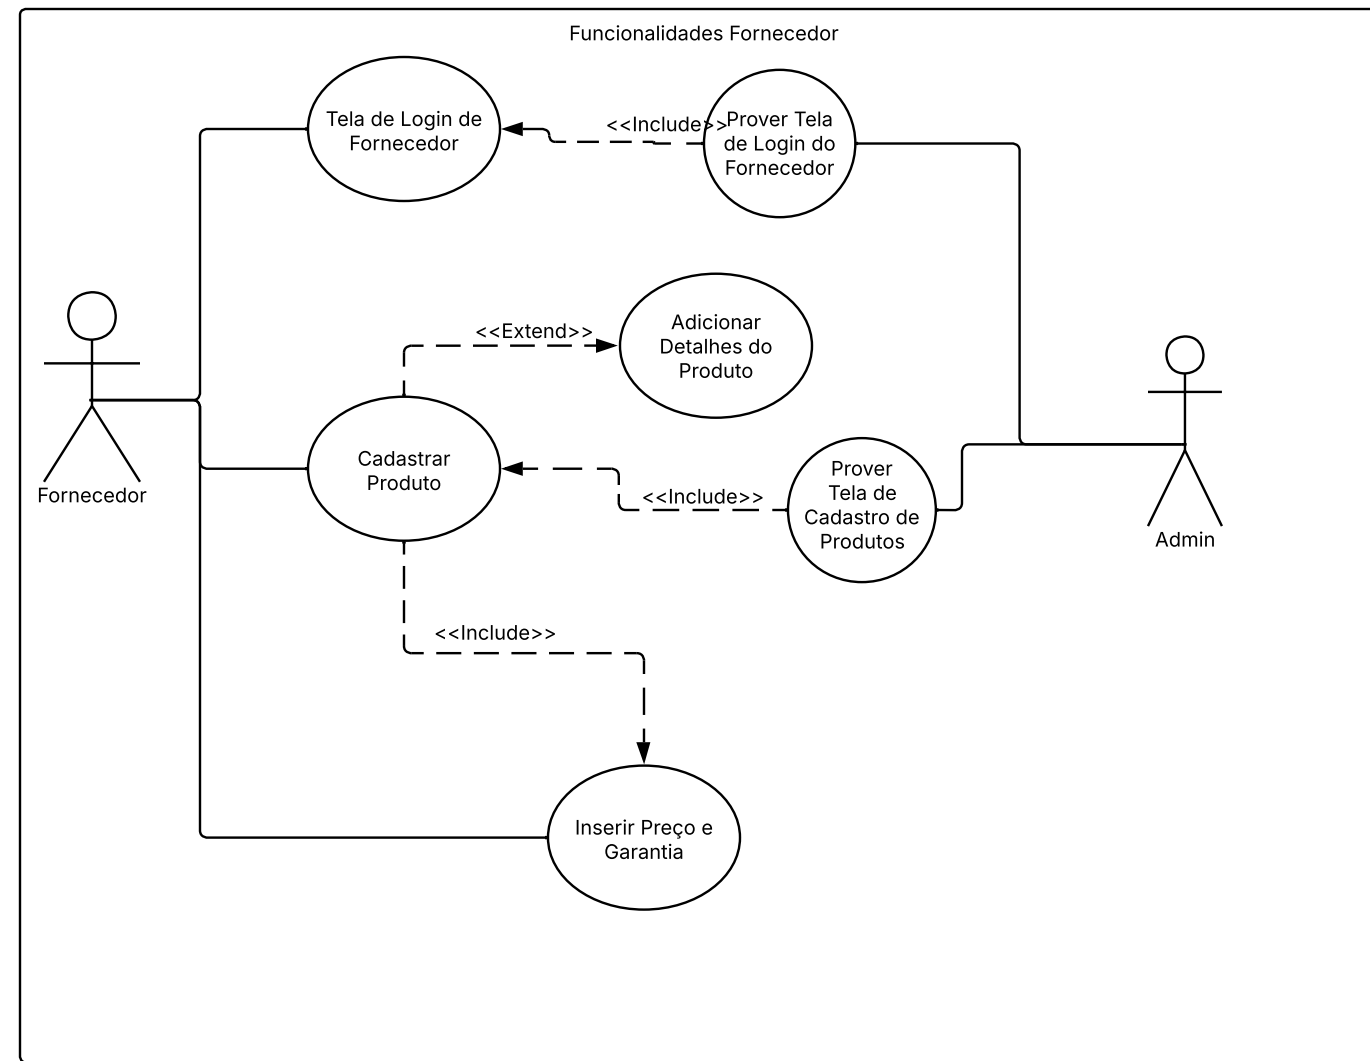 Funcionalidades Fornecedor
Tela de Login de
Fornecedor
<<Include>>
Prover Tela
de Login do
Fornecedor
<<Extend>>
Adicionar
Detalhes do
Produto
Fornecedor
Cadastrar
Produto
<<Include>>
Prover
Tela de
Cadastro de
Produtos
Admin
<<Include>>
Inserir Preço e
Garantia